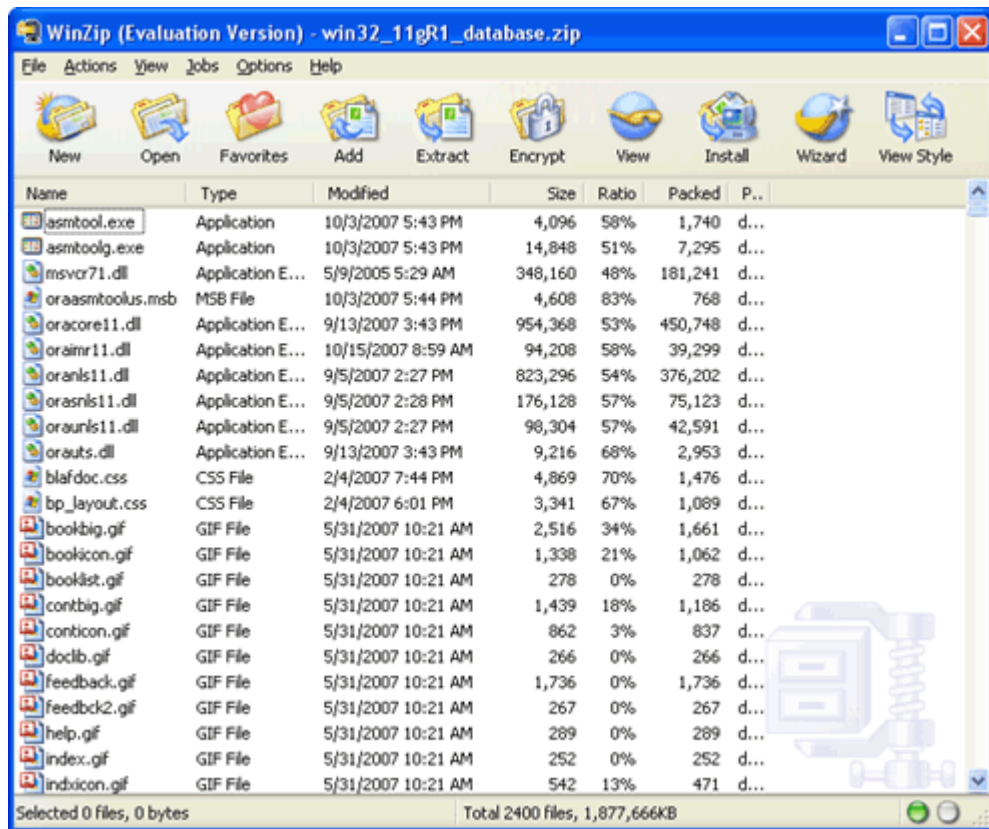 WinZip (Evaluation Version) - win32_11gR1_database.zip
File Actions View Jobs Options Help
New Open Favorites Add Extract Encrypt View Install Wizard View Style
Name Type Modified Size Ratio Packed P...
asmtool.exe Application 10/3/2007 5:43 PM 4,096 58% 1,740 d...
asmtoolg.exe Application 10/3/2007 5:43 PM 14,848 51% 7,295 d...
msvcr71.dll Application E... 5/9/2005 5:29 AM 348,160 48% 181,241 d...
oraasmtoolus.msb MSB File 10/3/2007 5:44 PM 4,608 83% 768 d...
oracore11.dll Application E... 9/13/2007 3:43 PM 954,368 53% 450,748 d...
oraimr11.dll Application E... 10/15/2007 8:59 AM 94,208 58% 39,299 d...
oranls11.dll Application E... 9/5/2007 2:27 PM 823,296 54% 376,202 d...
orasnls11.dll Application E... 9/5/2007 2:28 PM 176,128 57% 75,123 d...
oraunls11.dll Application E... 9/5/2007 2:27 PM 98,304 57% 42,591 d...
orauts.dll Application E... 9/13/2007 3:43 PM 9,216 68% 2,953 d...
blafdoc.css CSS File 2/4/2007 7:44 PM 4,869 70% 1,476 d...
bp_layout.css CSS File 2/4/2007 6:01 PM 3,341 67% 1,089 d...
bookbig.gif GIF File 5/31/2007 10:21 AM 2,516 34% 1,661 d...
bookicon.gif GIF File 5/31/2007 10:21 AM 1,338 21% 1,062 d...
booklist.gif GIF File 5/31/2007 10:21 AM 278 0% 278 d...
contbig.gif GIF File 5/31/2007 10:21 AM 1,439 18% 1,186 d...
conticon.gif GIF File 5/31/2007 10:21 AM 862 3% 837 d...
doclib.gif GIF File 5/31/2007 10:21 AM 266 0% 266 d...
feedback.gif GIF File 5/31/2007 10:21 AM 1,736 0% 1,736 d...
feedbck2.gif GIF File 5/31/2007 10:21 AM 267 0% 267 d...
help.gif GIF File 5/31/2007 10:21 AM 289 0% 289 d...
index.gif GIF File 5/31/2007 10:21 AM 252 0% 252 d...
indxicon.gif GIF File 5/31/2007 10:21 AM 542 13% 471 d...
Selected 0 files, 0 bytes Total 2400 files, 1,877,666KB